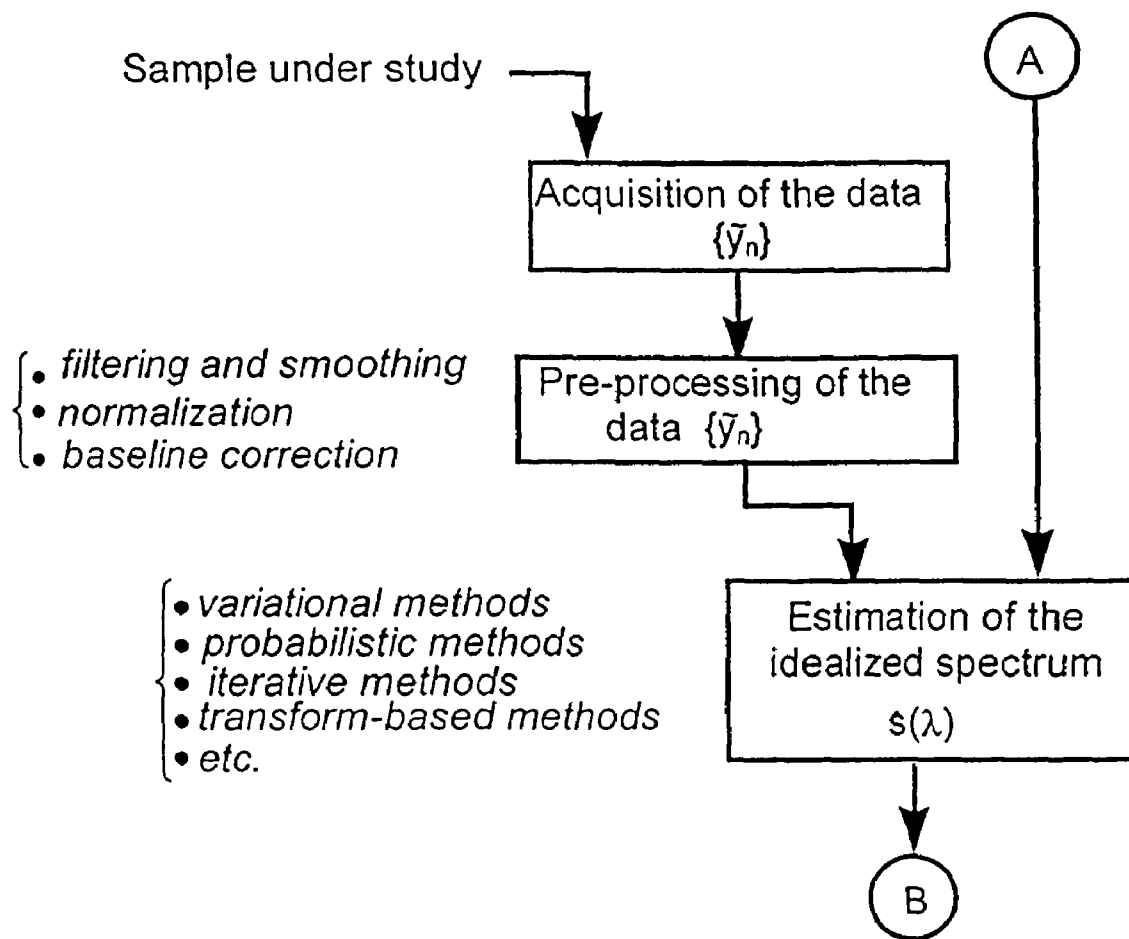 Sample under study
A
Acquisition of the data
{ỹₙ}
• filtering and smoothing
• normalization
• baseline correction
Pre-processing of the
data {ỹₙ}
• variational methods
• probabilistic methods
• iterative methods
• transform-based methods
• etc.
Estimation of the
idealized spectrum
ŝ(λ)
B